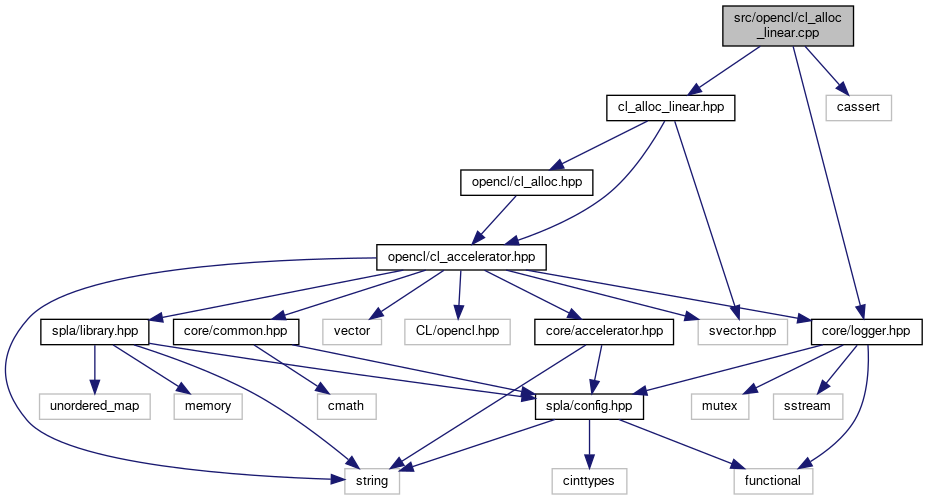 src/opencl/cl_alloc
_linear.cpp
cl_alloc_linear.hpp
cassert
opencl/cl_alloc.hpp
opencl/cl_accelerator.hpp
spla/library.hpp
core/common.hpp
vector
CL/opencl.hpp
core/accelerator.hpp
svector.hpp
core/logger.hpp
unordered_map
memory
cmath
spla/config.hpp
mutex
sstream
string
cinttypes
functional